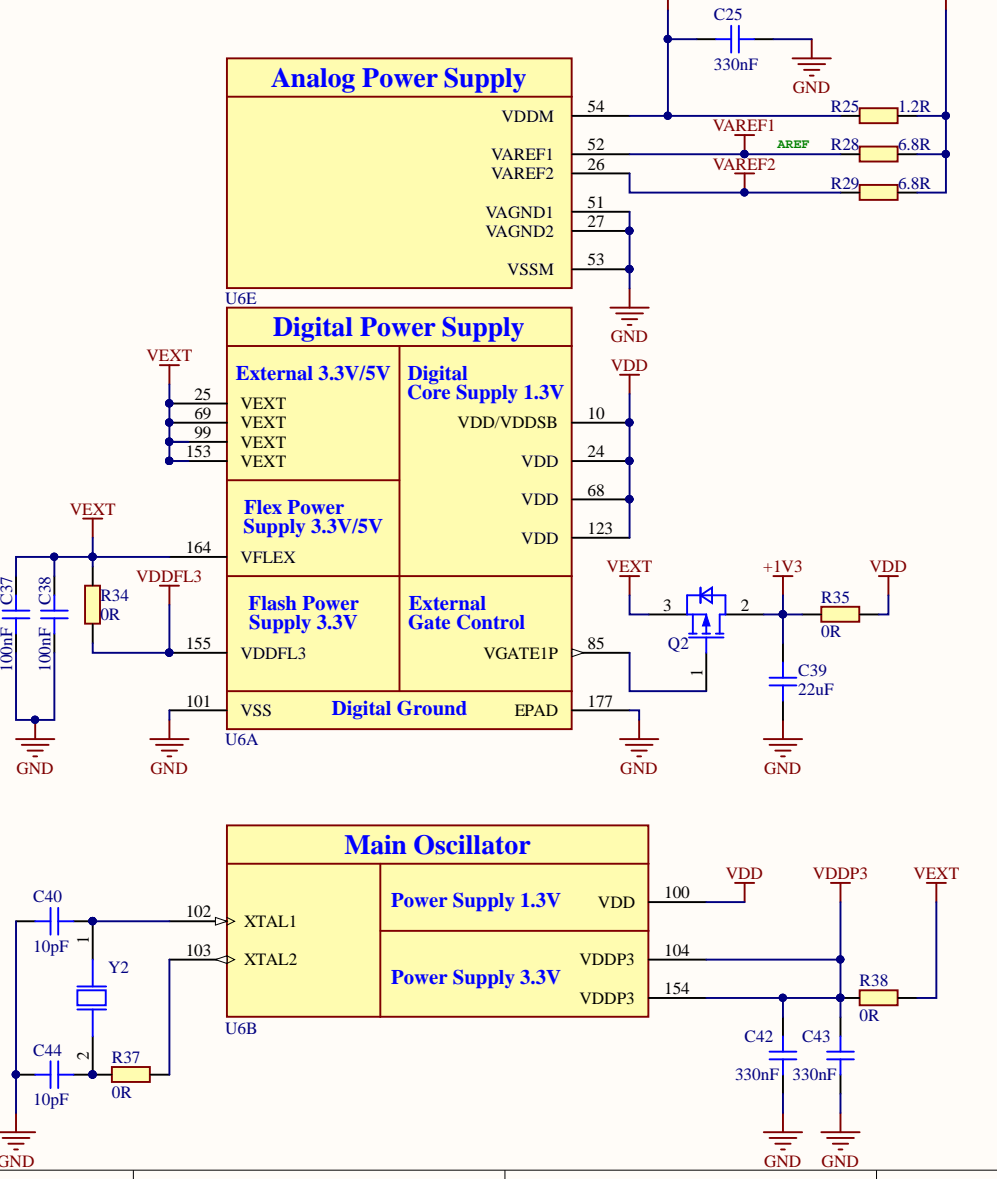 C25
330nF
GND
Analog Power Supply
VDDM
54
R25
1.2R
VAREF1
VAREF1
52
AREF
R28
6.8R
VAREF2
26
VAREF2
R29
6.8R
VAGND1
51
VAGND2
27
VSSM
53
GND
U6E
Digital Power Supply
VEXT
External 3.3V/5V
25
VEXT
69
VEXT
99
VEXT
153
VEXT
Digital
Core Supply 1.3V
VDD
VDD/VDDSB
10
VDD
24
VDD
68
VDD
123
VEXT
Flex Power
Supply 3.3V/5V
164
VFLEX
C37
100nF
C38
100nF
R34
0R
VDDFL3
Flash Power
Supply 3.3V
155
VDDFL3
External
Gate Control
VGATE1P
85
VEXT
3
Q2
2
1
+1V3
R35
0R
VDD
C39
22uF
GND
101
VSS
Digital Ground
EPAD
177
U6A
GND
GND
GND
Main Oscillator
C40
10pF
102
XTAL1
103
XTAL2
1
Y2
2
C44
10pF
R37
0R
GND
Power Supply 1.3V
VDD
100
VDD
Power Supply 3.3V
VDDP3
104
VDDP3
154
VDDP3
VEXT
R38
0R
U6B
C42
330nF
C43
330nF
GND
GND